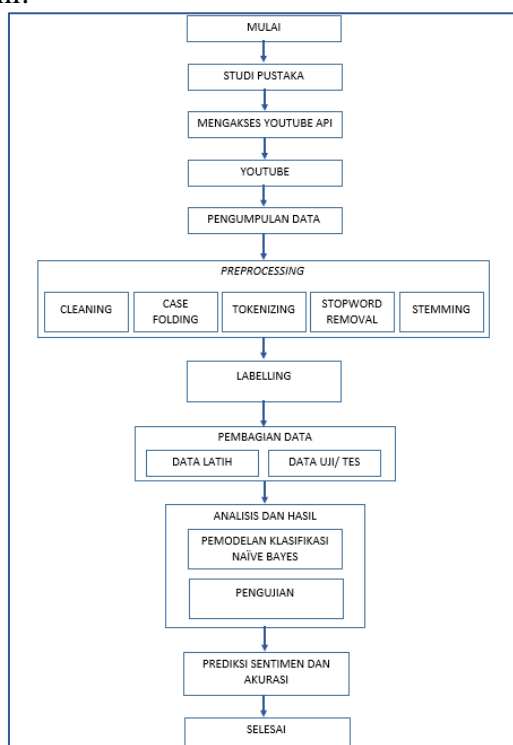 MULAI
STUDI PUSTAKA
MENGAKSES YOUTUBE API
YOUTUBE
PENGUMPULAN DATA
PREPROCESSING
CLEANING
CASE
FOLDING
TOKENIZING
STOPWORD
REMOVAL
STEMMING
LABELLING
PEMBAGIAN DATA
DATA LATIH
DATA UJI/ TES
ANALISIS DAN HASIL
PEMODELAN KLASIFIKASI
NAÏVE BAYES
PENGUJIAN
PREDIKSI SENTIMEN DAN
AKURASI
SELESAI